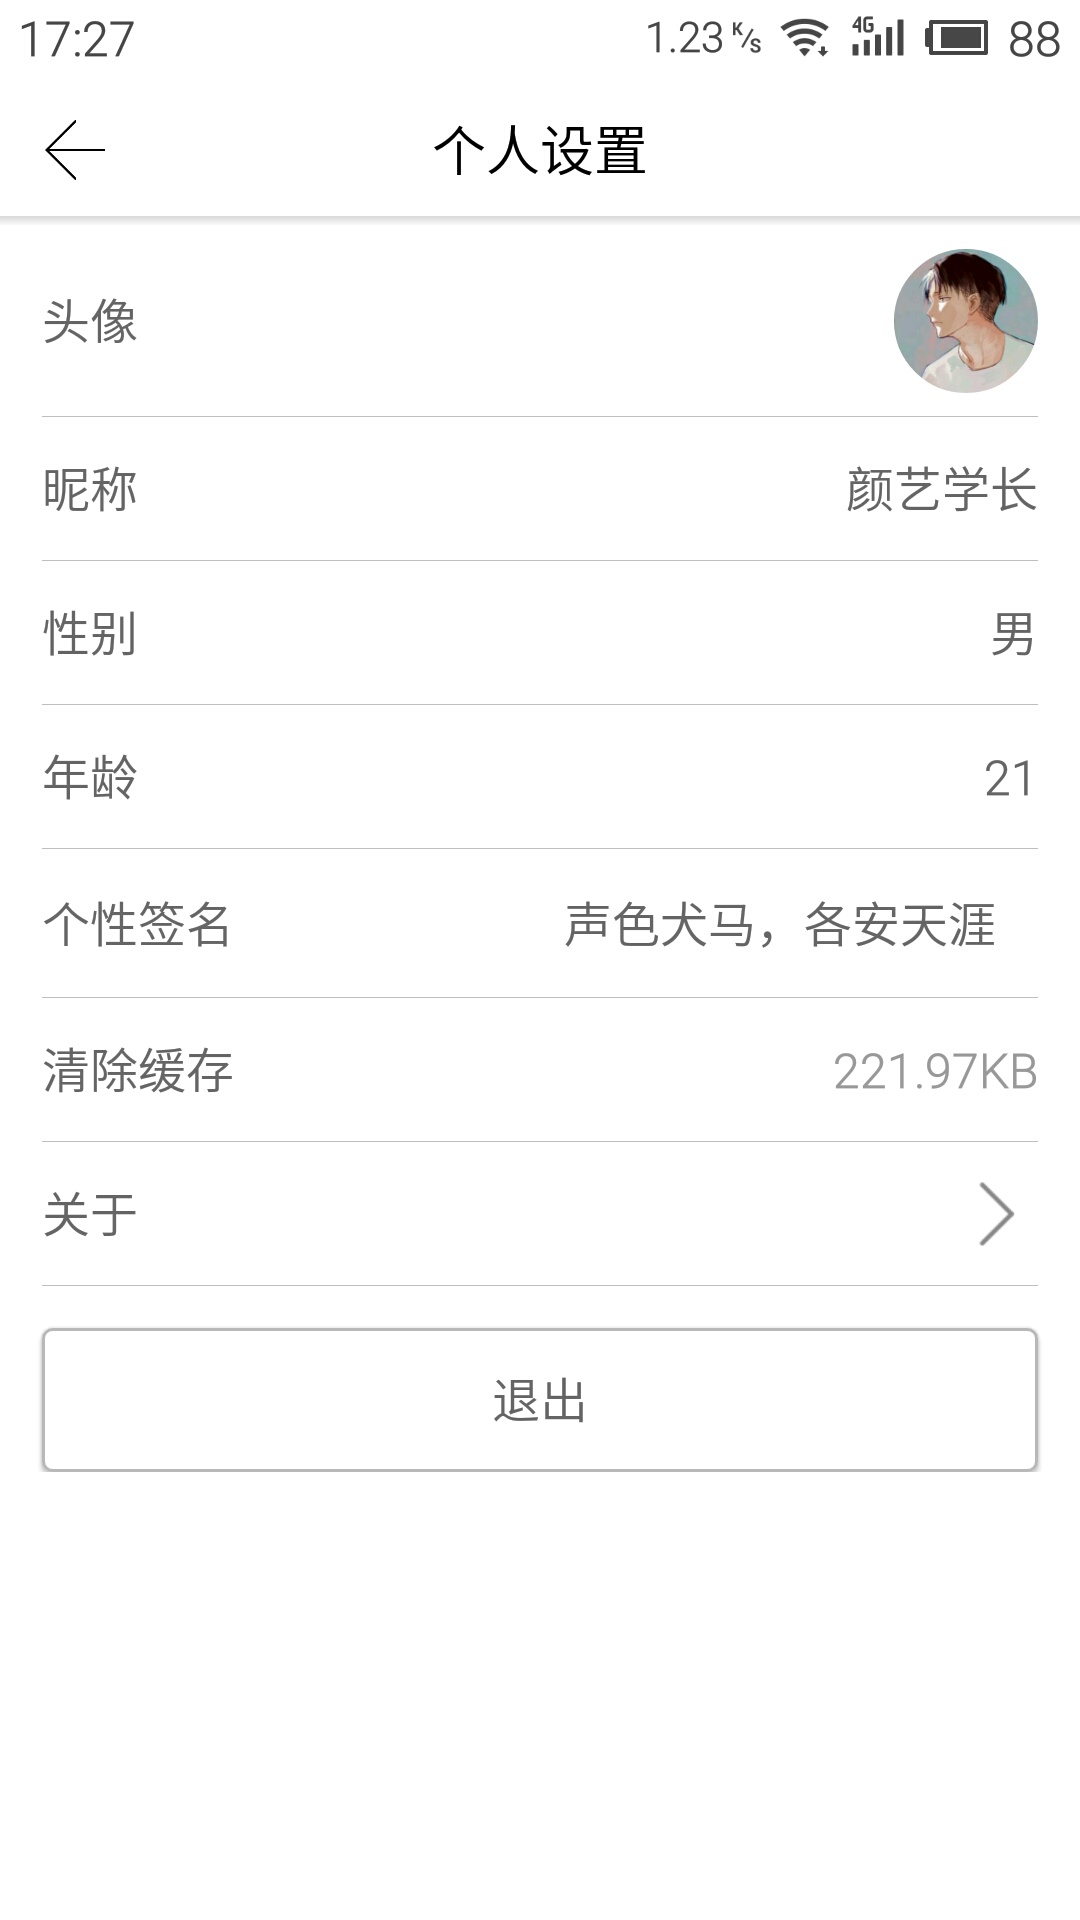 17:27 1.23 K/s 4G 88
个人设置
头像
昵称 颜艺学长
性别 男
年龄 21
个性签名 声色犬马，各安天涯
清除缓存 221.97KB
关于
退出